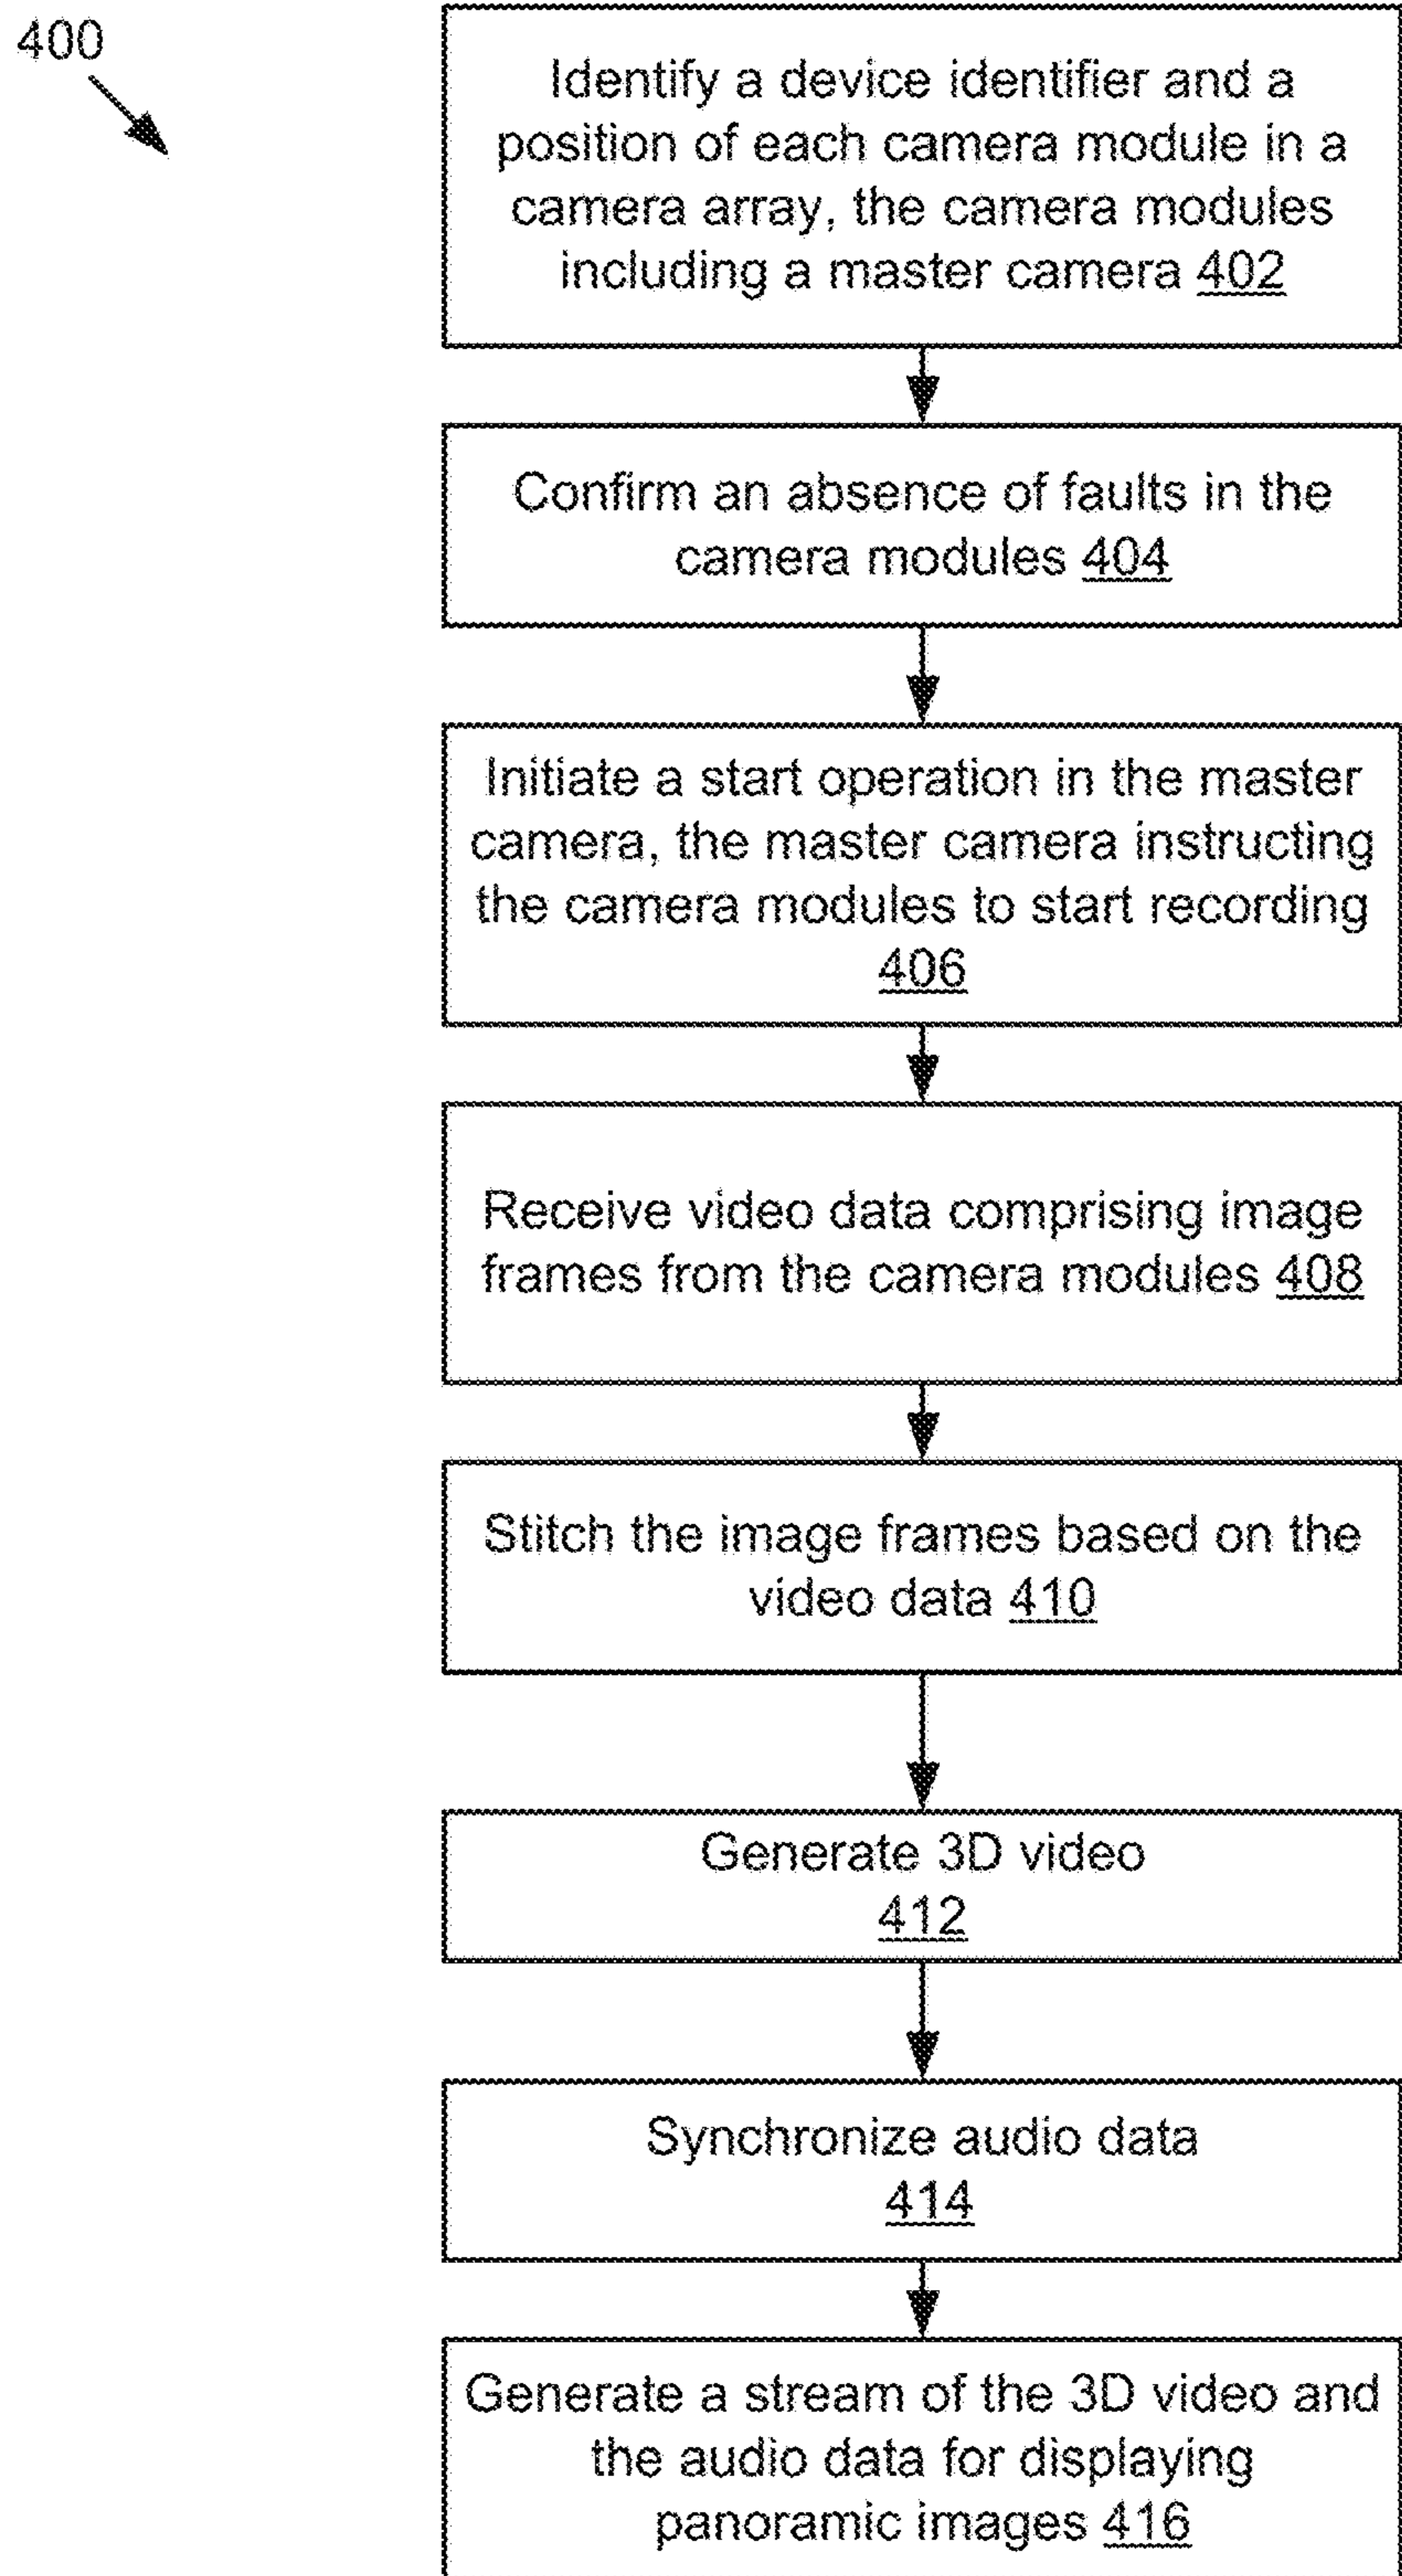 400
Identify a device identifier and a
position of each camera module in a
camera array, the camera modules
including a master camera 402
Confirm an absence of faults in the
camera modules 404
Initiate a start operation in the master
camera, the master camera instructing
the camera modules to start recording
406
Receive video data comprising image
frames from the camera modules 408
Stitch the image frames based on the
video data 410
Generate 3D video
412
Synchronize audio data
414
Generate a stream of the 3D video and
the audio data for displaying
panoramic images 416